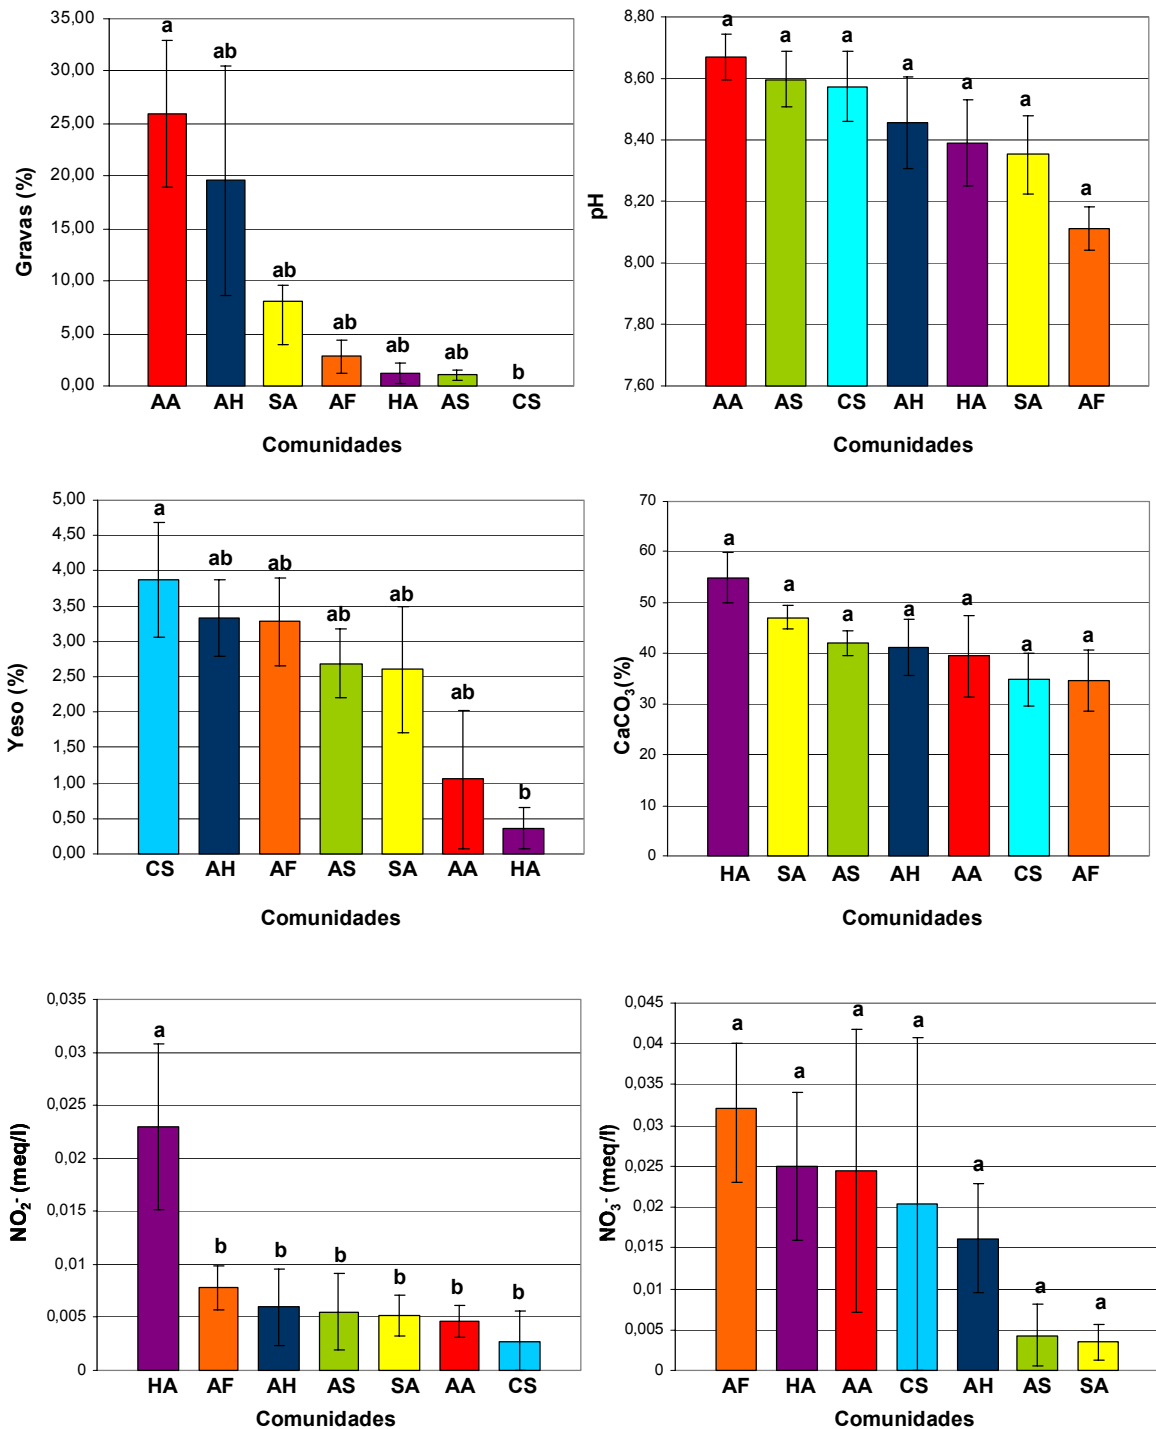 Gravas (%)
35,00
30,00
25,00
20,00
15,00
10,00
5,00
0,00
a ab ab ab ab ab b
AA AH SA AF HA AS CS
Comunidades
pH
8,80
8,60
8,40
8,20
8,00
7,80
7,60
a a a a a a a
AA AS CS AH HA SA AF
Comunidades
Yeso (%)
5,00
4,50
4,00
3,50
3,00
2,50
2,00
1,50
1,00
0,50
0,00
a ab ab ab ab ab b
CS AH AF AS SA AA HA
Comunidades
CaCO₃(%)
70
60
50
40
30
20
10
0
a a a a a a a
HA SA AS AH AA CS AF
Comunidades
NO₂⁻ (meq/l)
0,035
0,03
0,025
0,02
0,015
0,01
0,005
0
a b b b b b b
HA AF AH AS SA AA CS
Comunidades
NO₃⁻ (meq/l)
0,045
0,04
0,035
0,03
0,025
0,02
0,015
0,01
0,005
0
a a a a a a a
AF HA AA CS AH AS SA
Comunidades